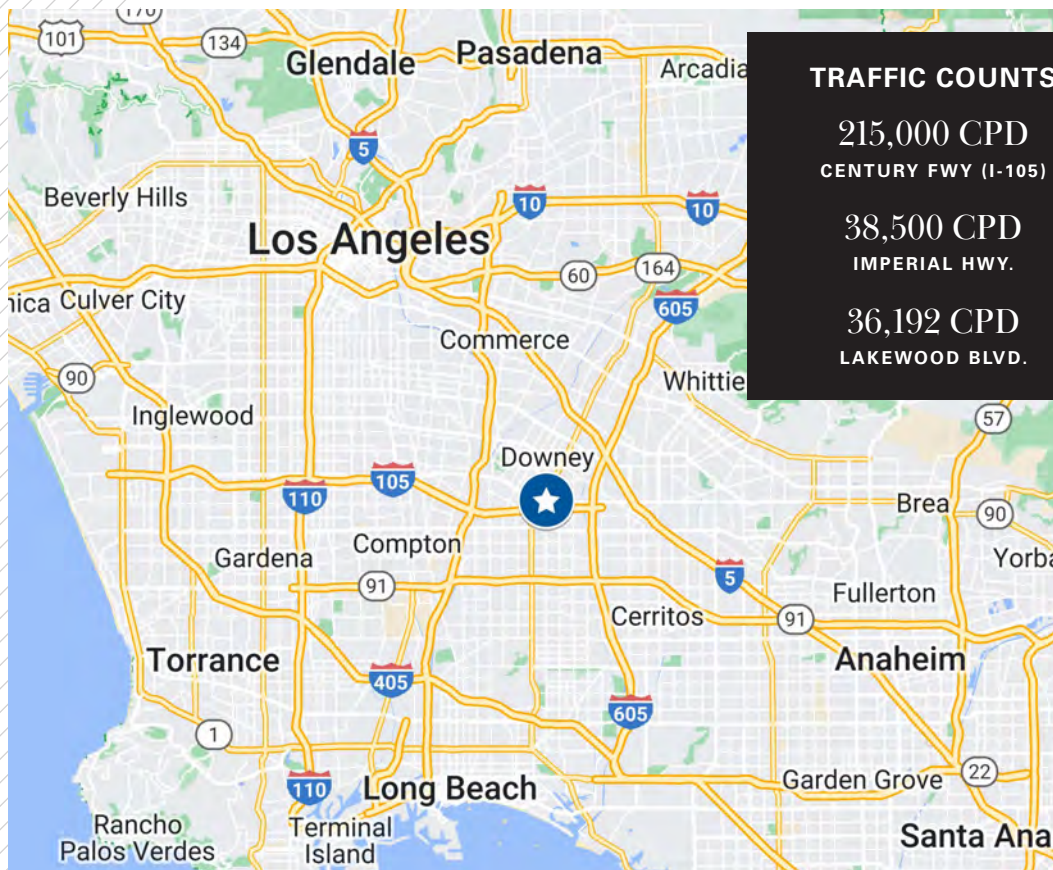 170
101
134
Glendale
Pasadena
Arcadia
TRAFFIC COUNTS
215,000 CPD
CENTURY FWY (I-105)
38,500 CPD
IMPERIAL HWY.
36,192 CPD
LAKEWOOD BLVD.
5
Beverly Hills
10
10
Los Angeles
60
164
nica
Culver City
605
Commerce
90
Whittie
Inglewood
57
Downey
105
110
Brea
90
Gardena
Compton
Yorba
91
5
Fullerton
Cerritos
91
Torrance
Anaheim
405
605
1
110
Long Beach
Garden Grove
22
Rancho
Palos Verdes
Terminal
Island
Santa Ana